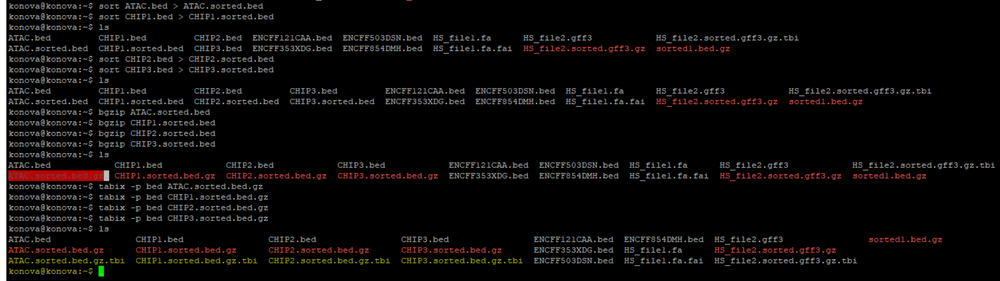 konova@konova:~$ sort ATAC.bed > ATAC.sorted.bed
konova@konova:~$ sort CHIP1.bed > CHIP1.sorted.bed
konova@konova:~$ ls
ATAC.bed CHIP1.bed CHIP2.bed ENCFF121CAA.bed ENCFF503DSN.bed HS_file1.fa HS_file2.gff3 HS_file2.sorted.gff3.gz.tbi
ATAC.sorted.bed CHIP1.sorted.bed CHIP3.bed ENCFF353XDG.bed ENCFF854DMH.bed HS_file1.fa.fai HS_file2.sorted.gff3.gz sorted1.bed.gz
konova@konova:~$ sort CHIP2.bed > CHIP2.sorted.bed
konova@konova:~$ sort CHIP3.bed > CHIP3.sorted.bed
konova@konova:~$ ls
ATAC.bed CHIP1.bed CHIP2.bed CHIP3.bed ENCFF121CAA.bed ENCFF503DSN.bed HS_file1.fa HS_file2.gff3 HS_file2.sorted.gff3.gz.tbi
ATAC.sorted.bed CHIP1.sorted.bed CHIP2.sorted.bed CHIP3.sorted.bed ENCFF353XDG.bed ENCFF854DMH.bed HS_file1.fa.fai HS_file2.sorted.gff3.gz sorted1.bed.gz
konova@konova:~$ bgzip ATAC.sorted.bed
konova@konova:~$ bgzip CHIP1.sorted.bed
konova@konova:~$ bgzip CHIP2.sorted.bed
konova@konova:~$ bgzip CHIP3.sorted.bed
konova@konova:~$ ls
ATAC.bed CHIP1.bed CHIP2.bed CHIP3.bed ENCFF121CAA.bed ENCFF503DSN.bed HS_file1.fa HS_file2.gff3 HS_file2.sorted.gff3.gz.tbi
ATAC.sorted.bed.gz CHIP1.sorted.bed.gz CHIP2.sorted.bed.gz CHIP3.sorted.bed.gz ENCFF353XDG.bed ENCFF854DMH.bed HS_file1.fa.fai HS_file2.sorted.gff3.gz sorted1.bed.gz
konova@konova:~$ tabix -p bed ATAC.sorted.bed.gz
konova@konova:~$ tabix -p bed CHIP1.sorted.bed.gz
konova@konova:~$ tabix -p bed CHIP2.sorted.bed.gz
konova@konova:~$ tabix -p bed CHIP3.sorted.bed.gz
konova@konova:~$ ls
ATAC.bed CHIP1.bed CHIP2.bed CHIP3.bed ENCFF121CAA.bed ENCFF854DMH.bed HS_file2.gff3 sorted1.bed.gz
ATAC.sorted.bed.gz CHIP1.sorted.bed.gz CHIP2.sorted.bed.gz CHIP3.sorted.bed.gz ENCFF353XDG.bed HS_file1.fa HS_file2.sorted.gff3.gz
ATAC.sorted.bed.gz.tbi CHIP1.sorted.bed.gz.tbi CHIP2.sorted.bed.gz.tbi CHIP3.sorted.bed.gz.tbi ENCFF503DSN.bed HS_file1.fa.fai HS_file2.sorted.gff3.gz.tbi
konova@konova:~$